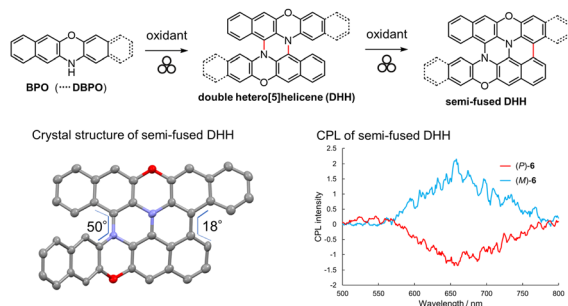 oxidant
oxidant
O
N
H
BPO (···· DBPO)
O
N
N
O
double hetero[5]helicene (DHH)
O
N
N
O
semi-fused DHH
Crystal structure of semi-fused DHH
50°
18°
CPL of semi-fused DHH
CPL intensity
2.5
2
1.5
1
0.5
0
-0.5
-1
-1.5
-2
(P)-6
(M)-6
500
550
600
650
700
750
800
Wavelength / nm